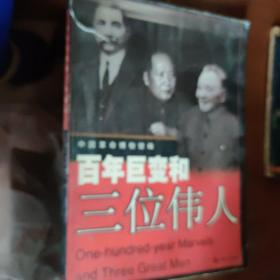 中国革命博物馆编
百年巨变和
三位伟人
One-hundred-year Marvels
and Three Great Men